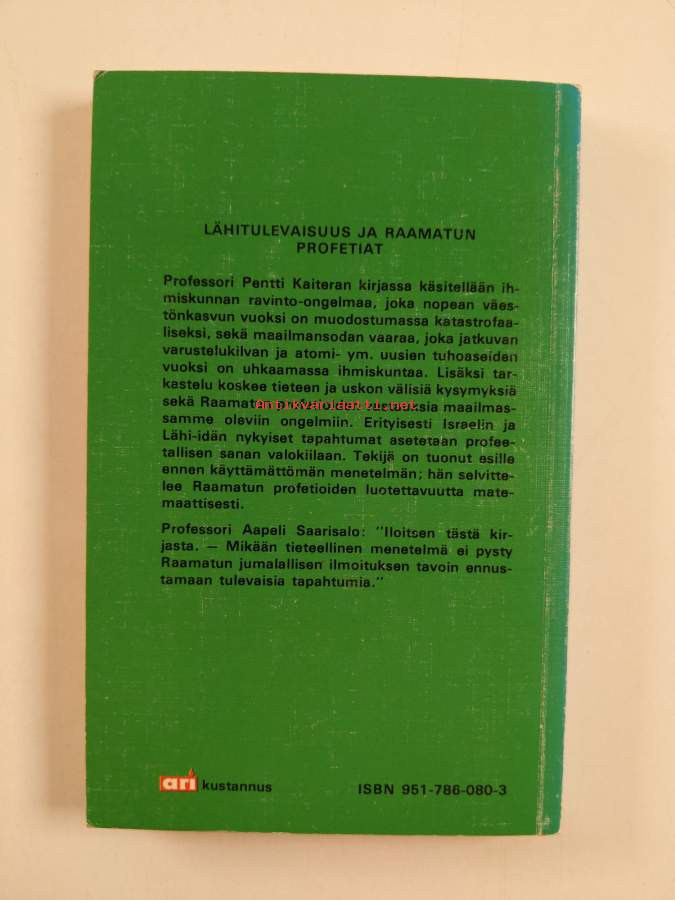 LÄHITULEVAISUUS JA RAAMATUN
PROFETIAT
Professori Pentti Kaiteran kirjassa käsitellään ih-
miskunnan ravinto-ongelmaa, joka nopean väes-
tönkasvun vuoksi on muodostumassa katastrofaa-
liseksi, sekä maailmansodan vaaraa, joka jatkuvan
varustelukilvan ja atomi- ym. uusien tuhoaseiden
vuoksi on uhkaamassa ihmiskuntaa. Lisäksi tar-
kastelu koskee tieteen ja uskon välisiä kysymyksiä
sekä Raamatun maailmas-
Antikvariaatti.net
samme oleviin ongelmiin. Erityisesti Israelin ja
Lähi-idän nykyiset tapahtumat asetetaan profee-
tallisen sanan valokiilaan. Tekijä on tuonut esille
ennen käyttämättömän menetelmän; hän selvitte-
lee Raamatun profetioiden luotettavuutta mate-
maattisesti.
Professori Aapeli Saarisalo: "Iloitsen tästä kir-
jasta. — Mikään tieteellinen menetelmä ei pysty
Raamatun jumalallisen ilmoituksen tavoin ennus-
tamaan tulevaisia tapahtumia."
ari kustannus
ISBN 951-786-080-3